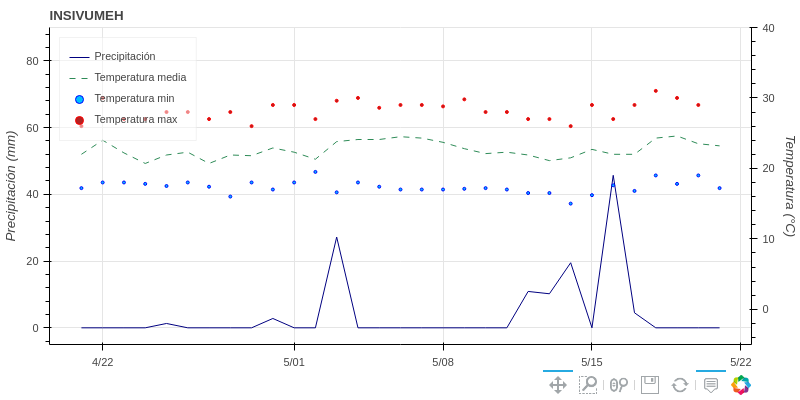 INSIVUMEH
Precipitación
Temperatura media
Temperatura min
Temperatura max
Precipitación (mm)
80
60
40
20
0
40
30
20
10
0
Temperatura (°C)
4/22
5/01
5/08
5/15
5/22